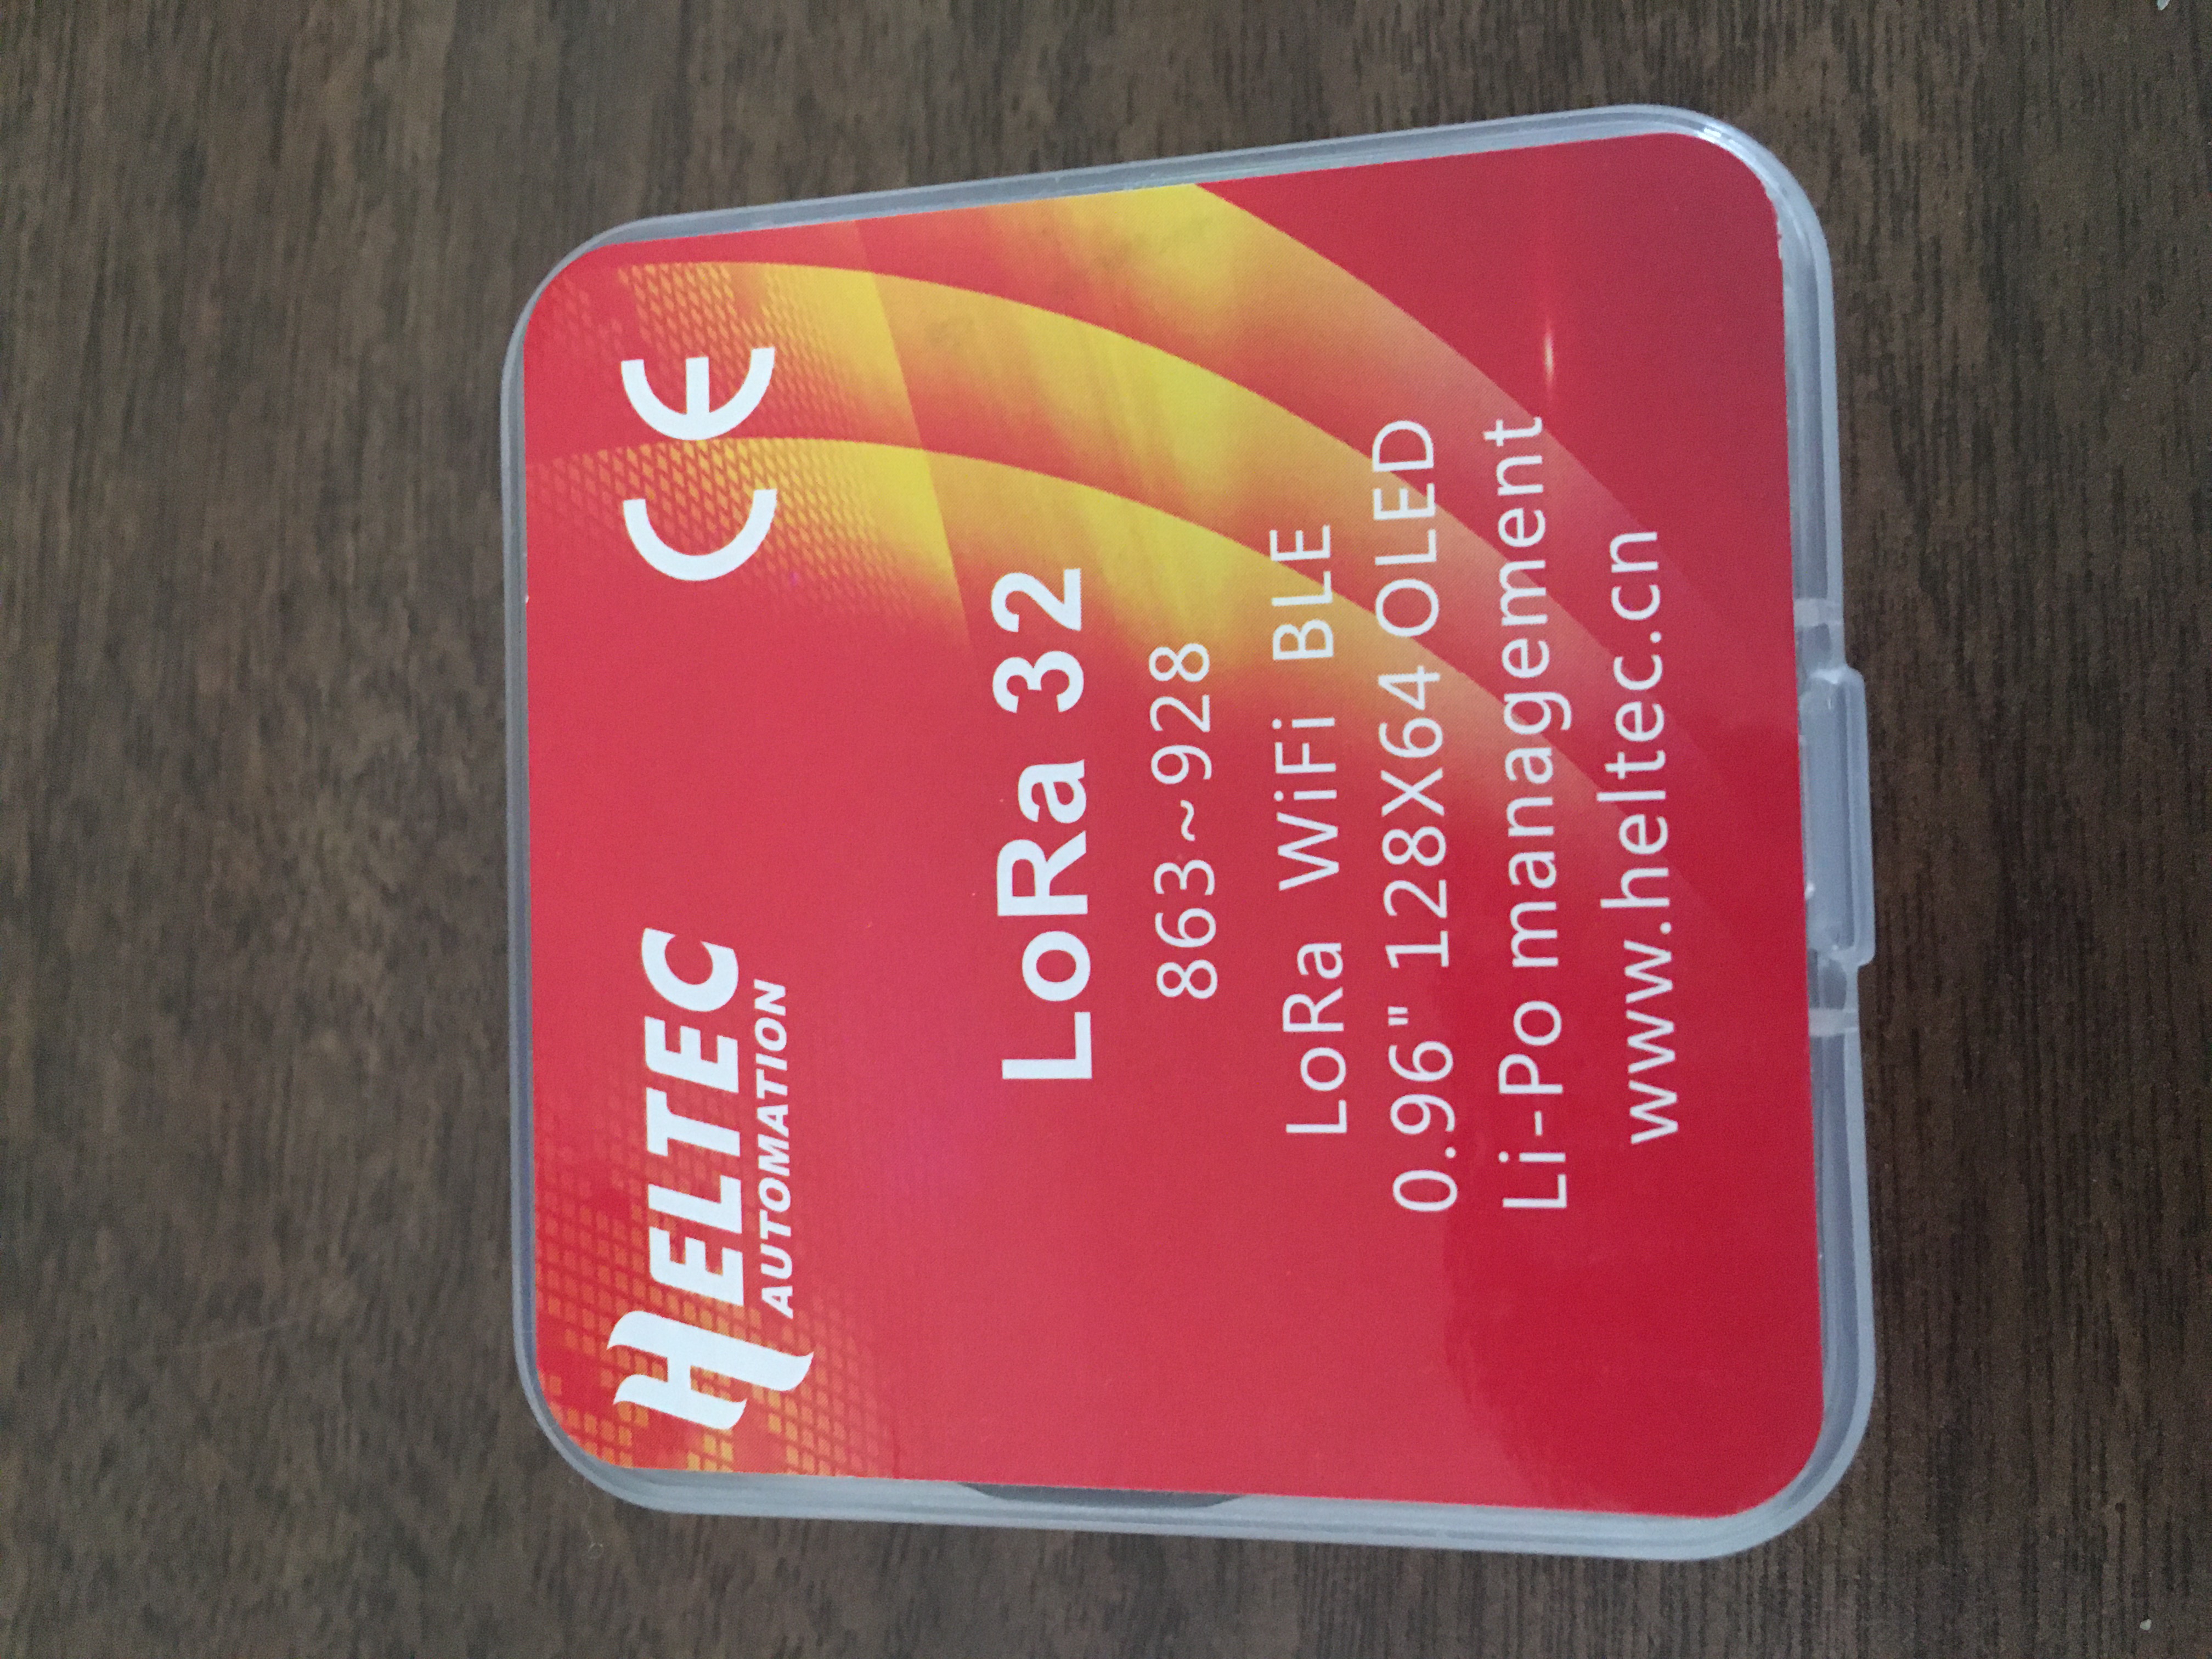 HELTEC CE
AUTOMATION
LoRa 32
863~928
LoRa WiFi BLE
0.96" 128X64 OLED
Li-Po management
www.heltec.cn